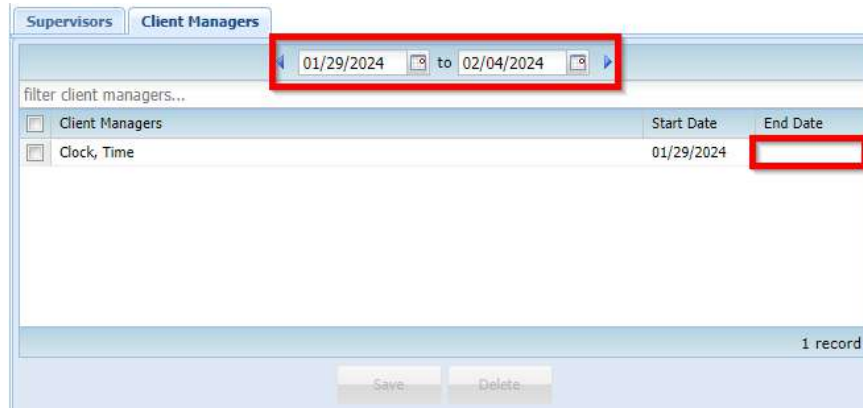 Supervisors Client Managers
01/29/2024 to 02/04/2024
filter client managers...
Client Managers Start Date End Date
Clock, Time 01/29/2024
1 record
Save Delete